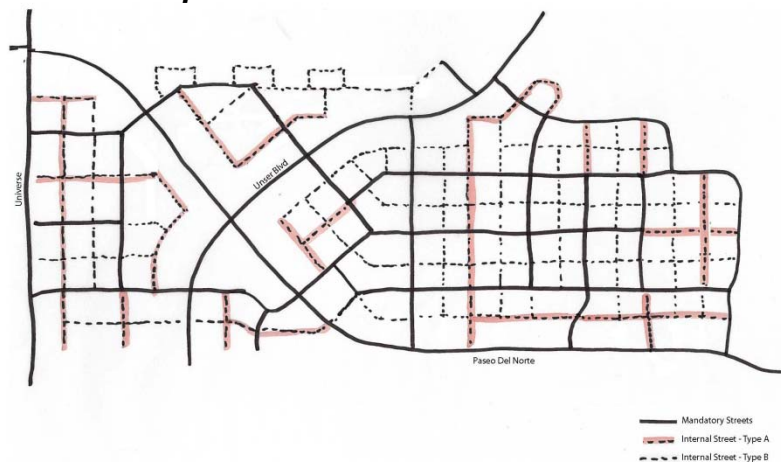 Universe
Unser Blvd
Paseo Del Norte
Mandatory Streets
Internal Street - Type A
Internal Street - Type B